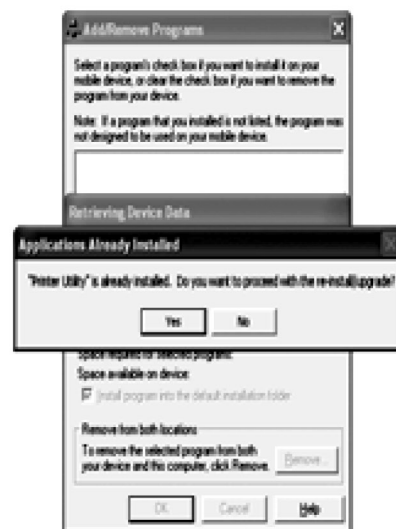 Add/Remove Programs
Select a program's check box if you want to install it on your
mobile device, or clear the check box if you want to remove the
program from your device.
Note: If a program that you installed is not listed, the program was
not designed to be used on your mobile device.
Retrieving Device Data
Applications Already Installed
"Printer Utility" is already installed. Do you want to proceed with the re-install/upgrade?
Yes
No
Space required for selected programs:
Space available on device:
Install program into the default installation folder
Remove from both locations
To remove the selected program from both
your device and this computer, click Remove.
Remove...
OK
Cancel
Help